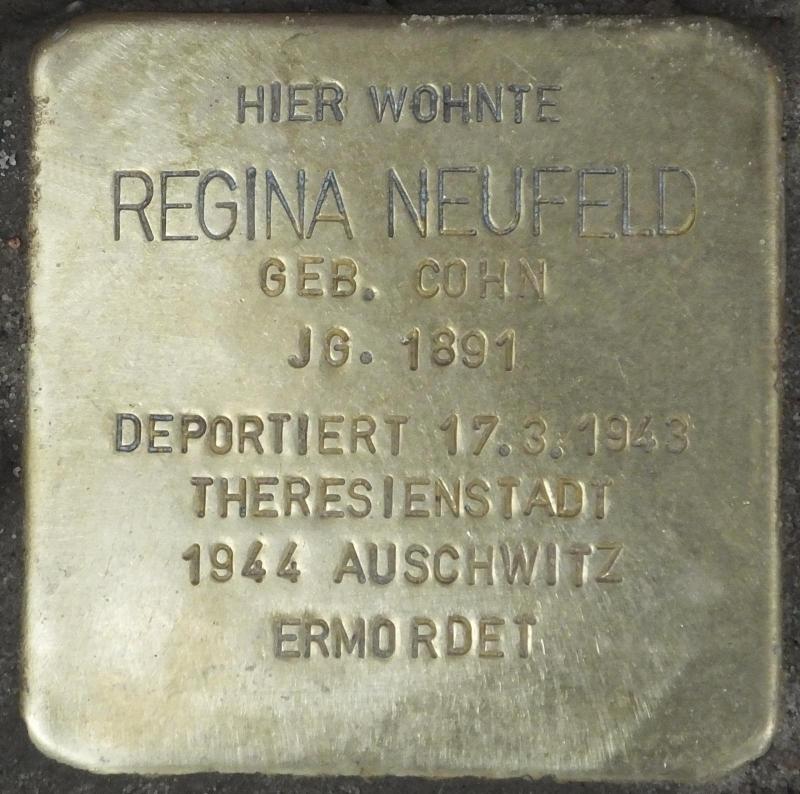 HIER WOHNTE
REGINA NEUFELD
GEB. COHN
JG. 1891
DEPORTIERT 17.3.1943
THERESIENSTADT
1944 AUSCHWITZ
ERMORDET